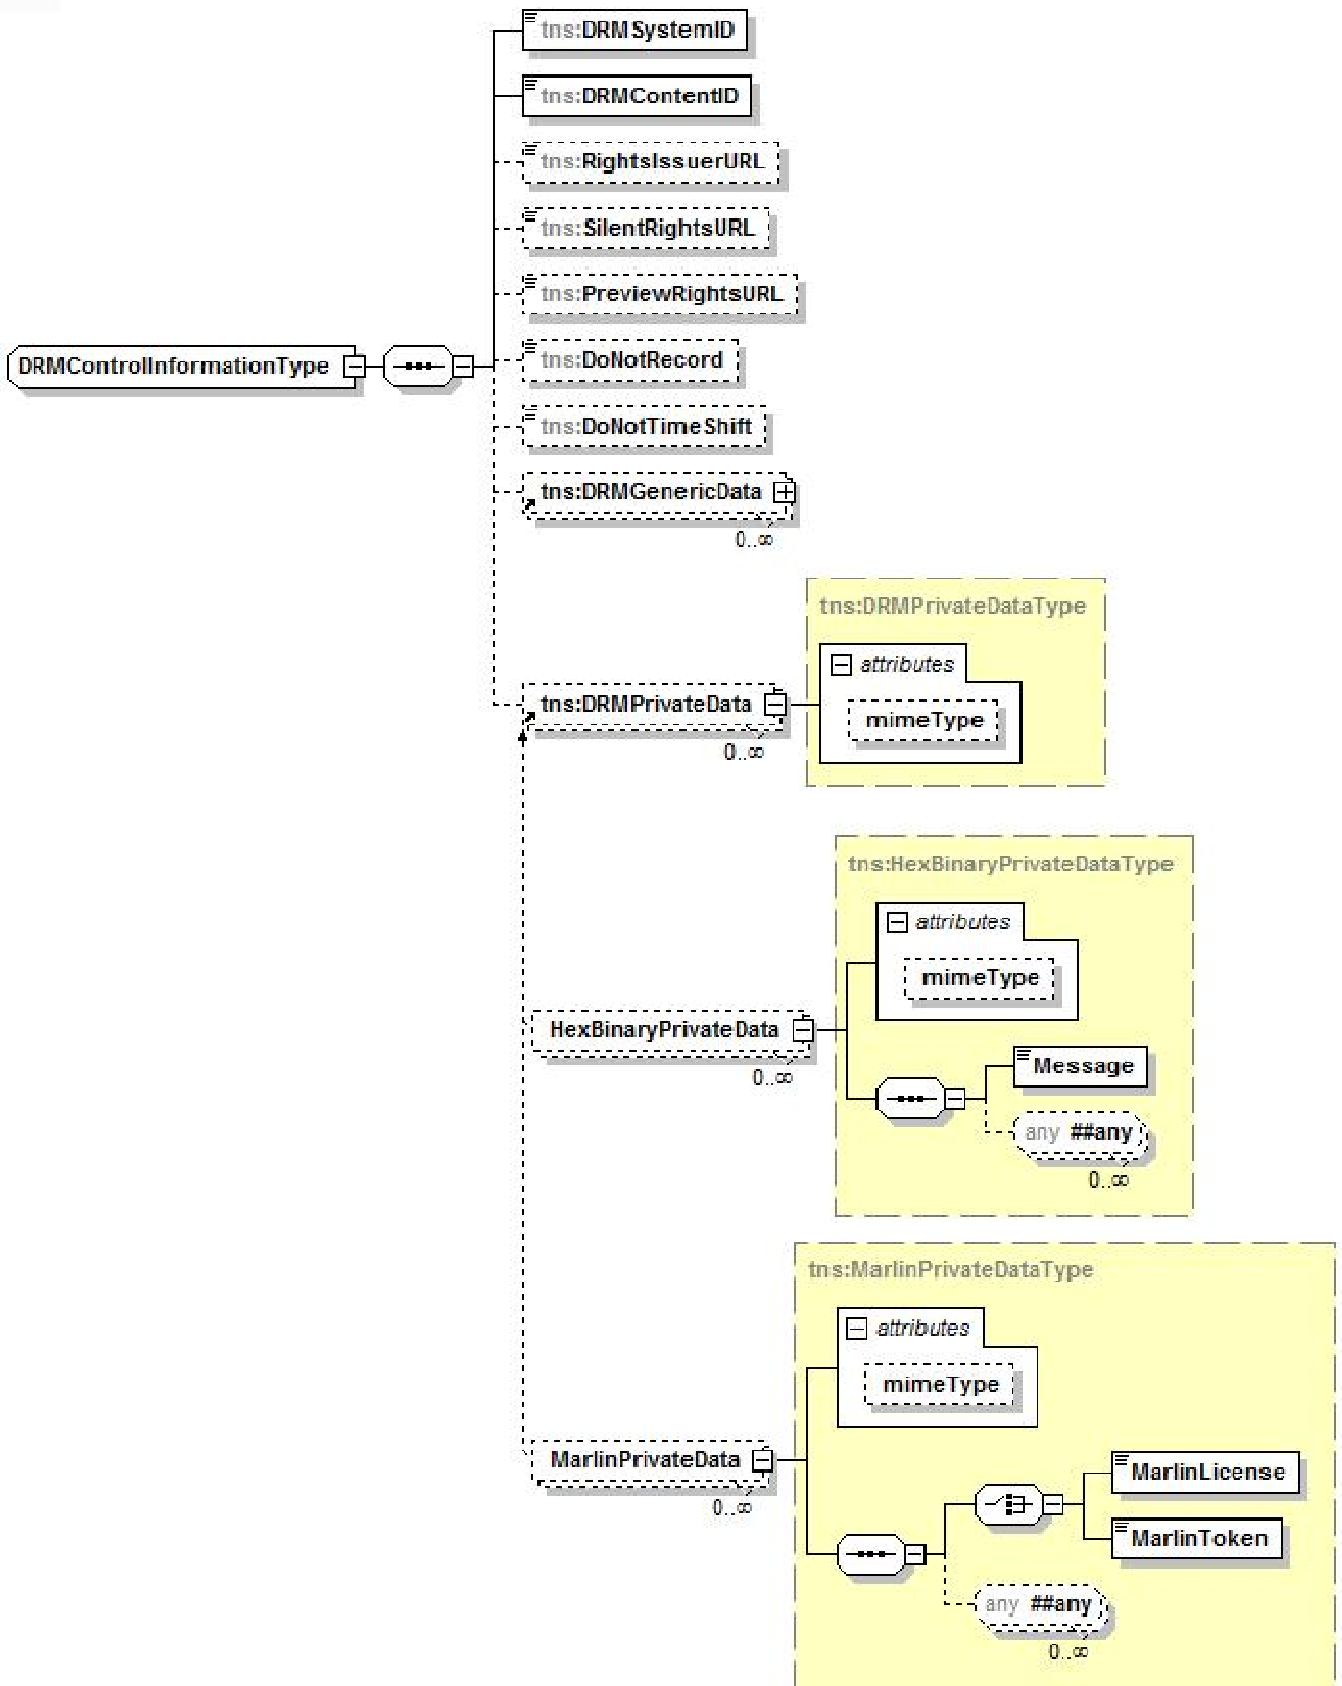 tns:DRMSystemID
tns:DRMContentID
tns:RightsIssuerURL
tns:SilentRightsURL
tns:PreviewRightsURL
DRMControlInformationType
tns:DoNotRecord
tns:DoNotTimeShift
tns:DRMGenericData
0..∞
tns:DRMPrivateDataType
attributes
tns:DRMPrivateData
mimeType
0..∞
tns:HexBinaryPrivateDataType
attributes
mimeType
HexBinaryPrivateData
0..∞
Message
any ##any
0..∞
tns:MarlinPrivateDataType
attributes
mimeType
MarlinPrivateData
0..∞
MarlinLicense
MarlinToken
any ##any
0..∞